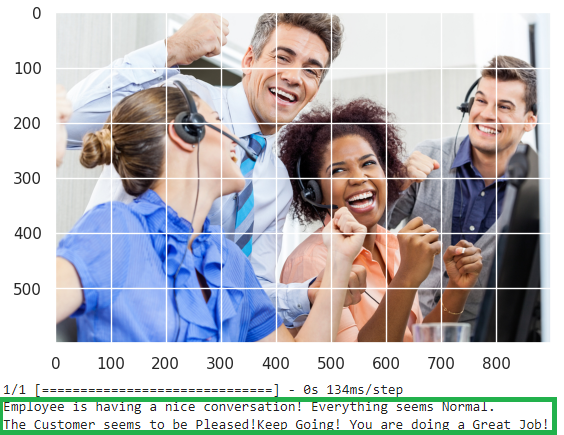 0
100
200
300
400
500
0 100 200 300 400 500 600 700 800
1/1 [==============================] - 0s 134ms/step
Employee is having a nice conversation! Everything seems Normal.
The Customer seems to be Pleased!Keep Going! You are doing a Great Job!